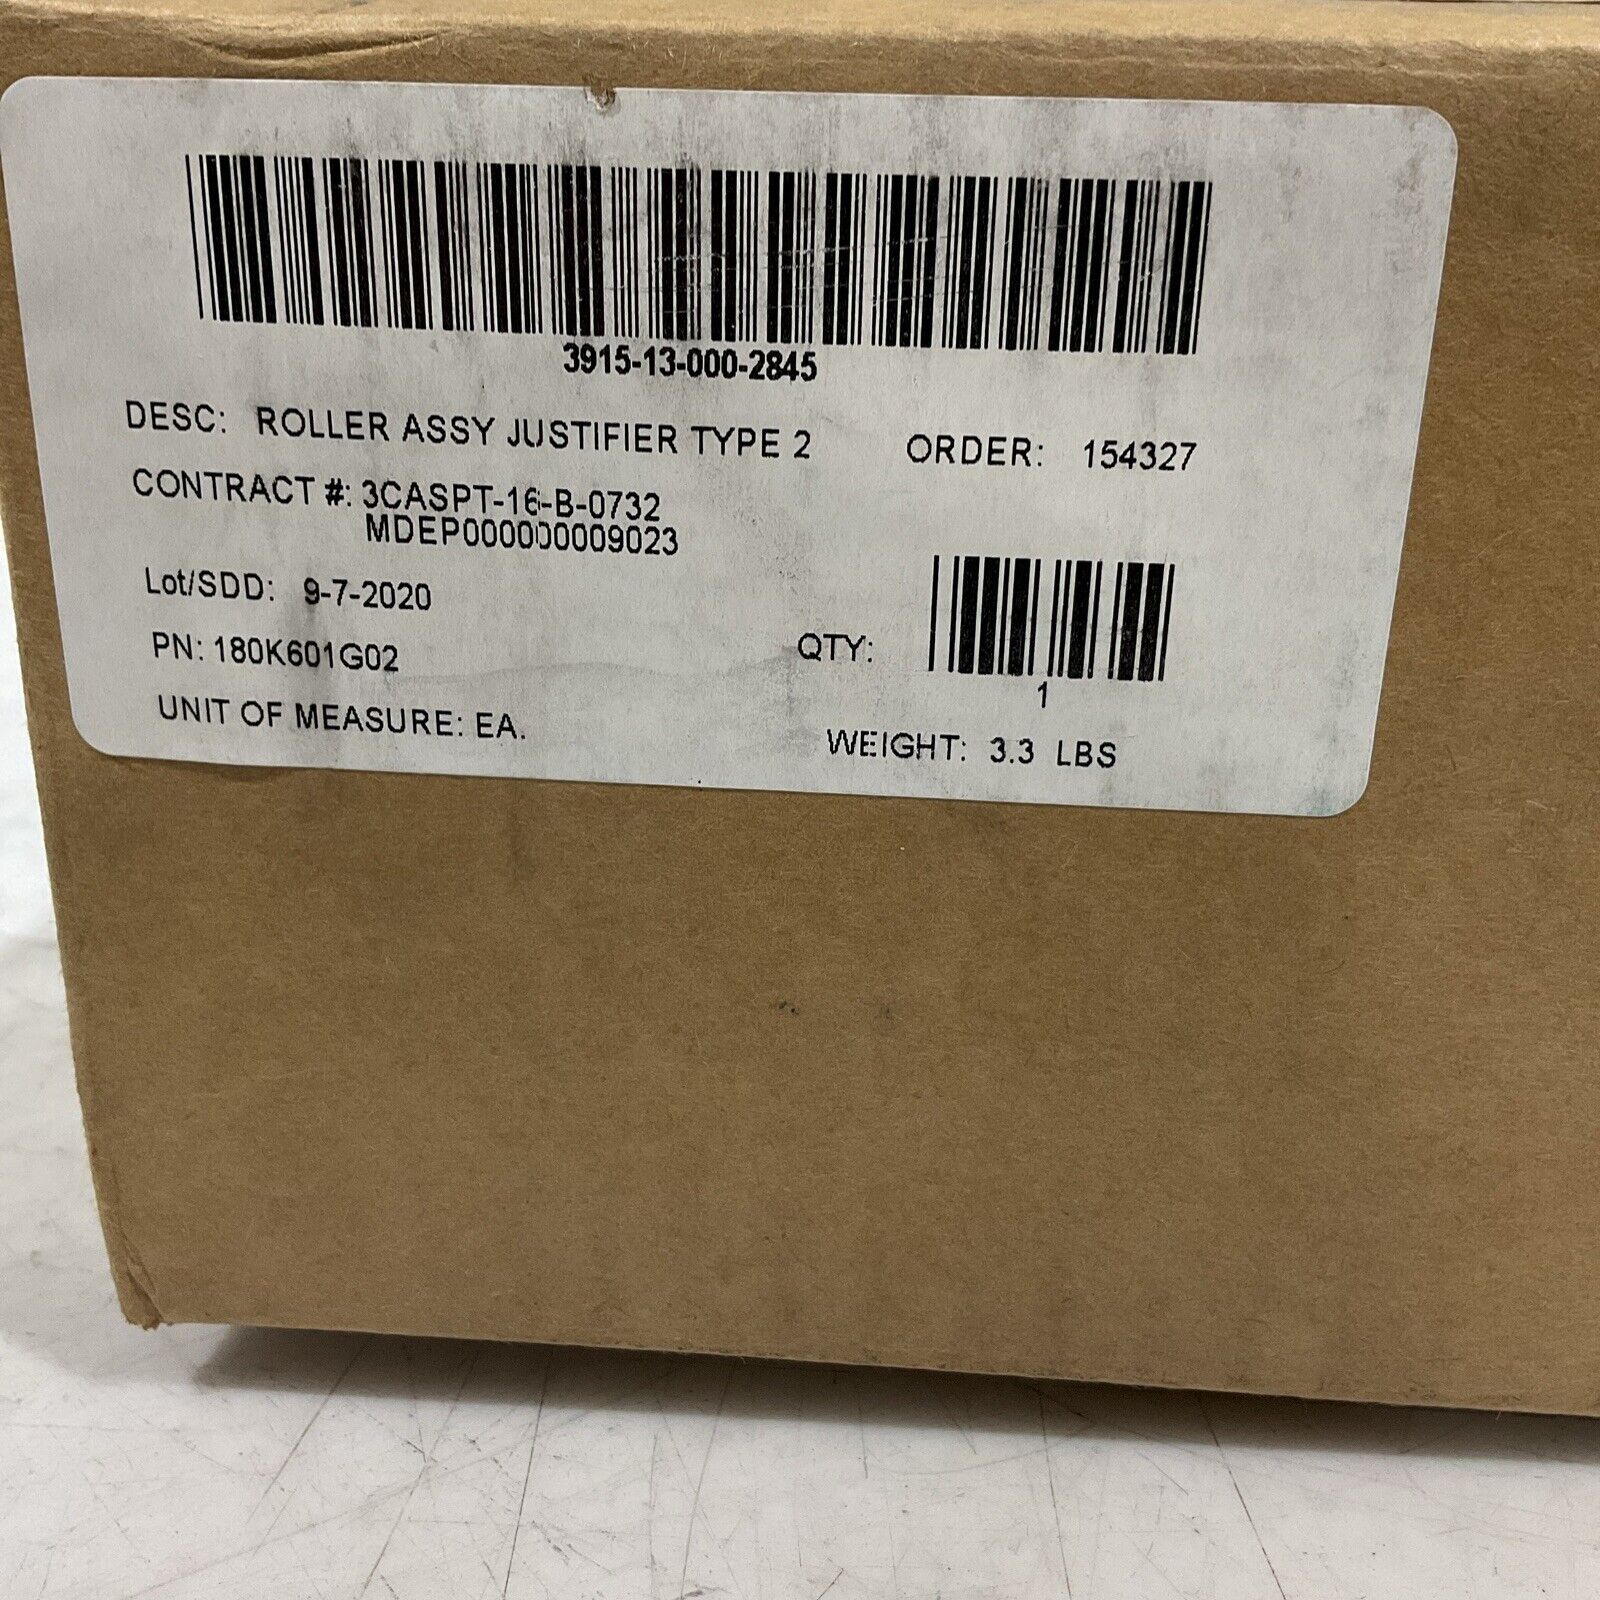 3915-13-000-2845
DESC: ROLLER ASSY JUSTIFIER TYPE 2 ORDER: 154327
CONTRACT #: 3CASPT-16-B-0732
MDEP000000009023
Lot/SDD: 9-7-2020
PN: 180K601G02 QTY:
1
UNIT OF MEASURE: EA. WEIGHT: 3.3 LBS